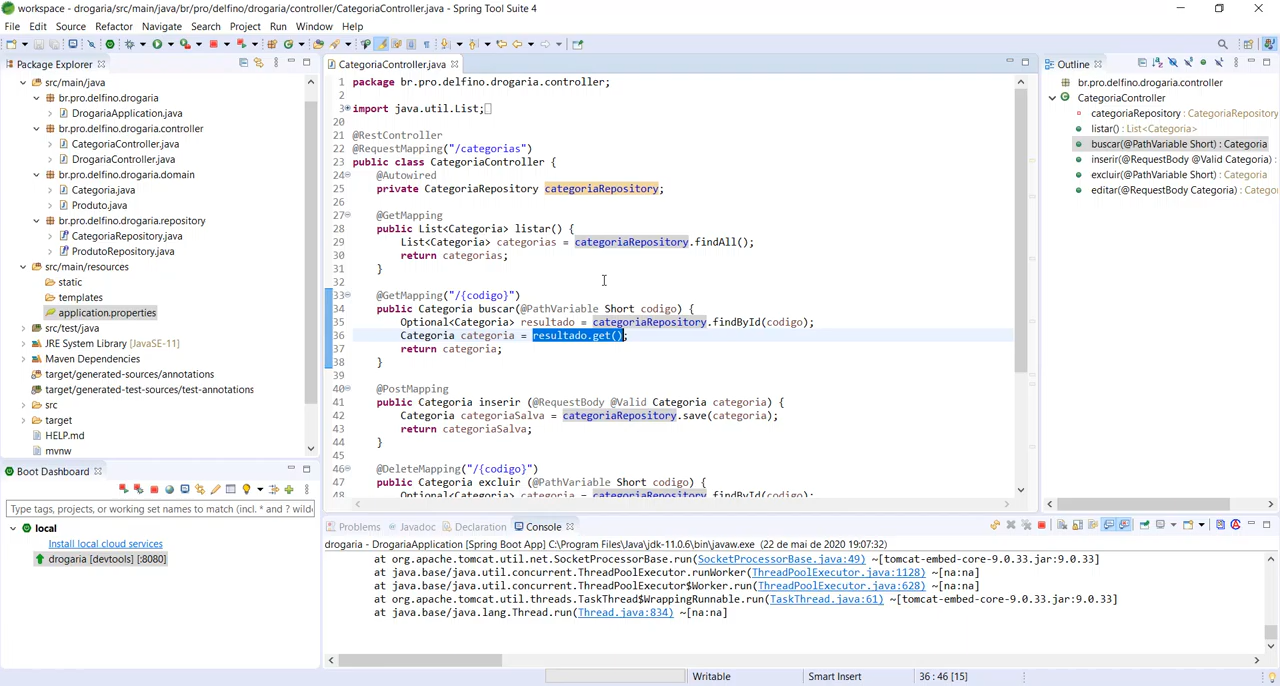 workspace - Drogaria/src/main/java/br/pro/delfino/drogaria/controller/CategoriaController.java - Spring Tool Suite 4
File Edit Source Refactor Navigate Search Project Run Window Help
Package Explorer
src/main/java
br.pro.delfino.drogaria
DrogariaApplication.java
br.pro.delfino.drogaria.controller
CategoriaController.java
DrogariaController.java
br.pro.delfino.drogaria.domain
Categoria.java
Produto.java
br.pro.delfino.drogaria.repository
CategoriaRepository.java
ProdutoRepository.java
src/main/resources
static
templates
application.properties
src/test/java
JRE System Library [JavaSE-11]
Maven Dependencies
target/generated-sources/annotations
target/generated-test-sources/test-annotations
src
target
HELP.md
mvnw
Boot Dashboard
Type tags, projects, or working set names to match (incl. * and ? wildc
local
Install local cloud services
drogaria [devtools] [:8080]
CategoriaController.java
1 package br.pro.delfino.drogaria.controller;
2
3 import java.util.List;
20
21 @RestController
22 @RequestMapping("/categorias")
23 public class CategoriaController {
24 @Autowired
25 private CategoriaRepository categoriaRepository;
26
27 @GetMapping
28 public List<Categoria> listar() {
29 List<Categoria> categorias = categoriaRepository.findAll();
30 return categorias;
31 }
32
33 @GetMapping("/{codigo}")
34 public Categoria buscar(@PathVariable Short codigo) {
35 Optional<Categoria> resultado = categoriaRepository.findById(codigo);
36 Categoria categoria = resultado.get();
37 return categoria;
38 }
39
40 @PostMapping
41 public Categoria inserir (@RequestBody @Valid Categoria categoria) {
42 Categoria categoriaSalva = categoriaRepository.save(categoria);
43 return categoriaSalva;
44 }
45
46 @DeleteMapping("/{codigo}")
47 public Categoria excluir (@PathVariable Short codigo) {
48 Optional<Categoria> categoria = categoriaRepository.findById(codigo);
Outline
br.pro.delfino.drogaria.controller
CategoriaController
categoriaRepository : CategoriaRepository
listar() : List<Categoria>
buscar(@PathVariable Short) : Categoria
inserir(@RequestBody @Valid Categoria) :
excluir(@PathVariable Short) : Categoria
editar(@RequestBody Categoria) : Catego
Problems Javadoc Declaration Console
drogaria - DrogariaApplication [Spring Boot App] C:\Program Files\Java\jdk-11.0.6\bin\javaw.exe (22 de mai de 2020 19:07:32)
at org.apache.tomcat.util.net.SocketProcessorBase.run(SocketProcessorBase.java:49) ~[tomcat-embed-core-9.0.33.jar:9.0.33]
at java.base/java.util.concurrent.ThreadPoolExecutor.runWorker(ThreadPoolExecutor.java:1128) ~[na:na]
at java.base/java.util.concurrent.ThreadPoolExecutor$Worker.run(ThreadPoolExecutor.java:628) ~[na:na]
at org.apache.tomcat.util.threads.TaskThread$WrappingRunnable.run(TaskThread.java:61) ~[tomcat-embed-core-9.0.33.jar:9.0.33]
at java.base/java.lang.Thread.run(Thread.java:834) ~[na:na]
Writable Smart Insert 36 : 46 [15]